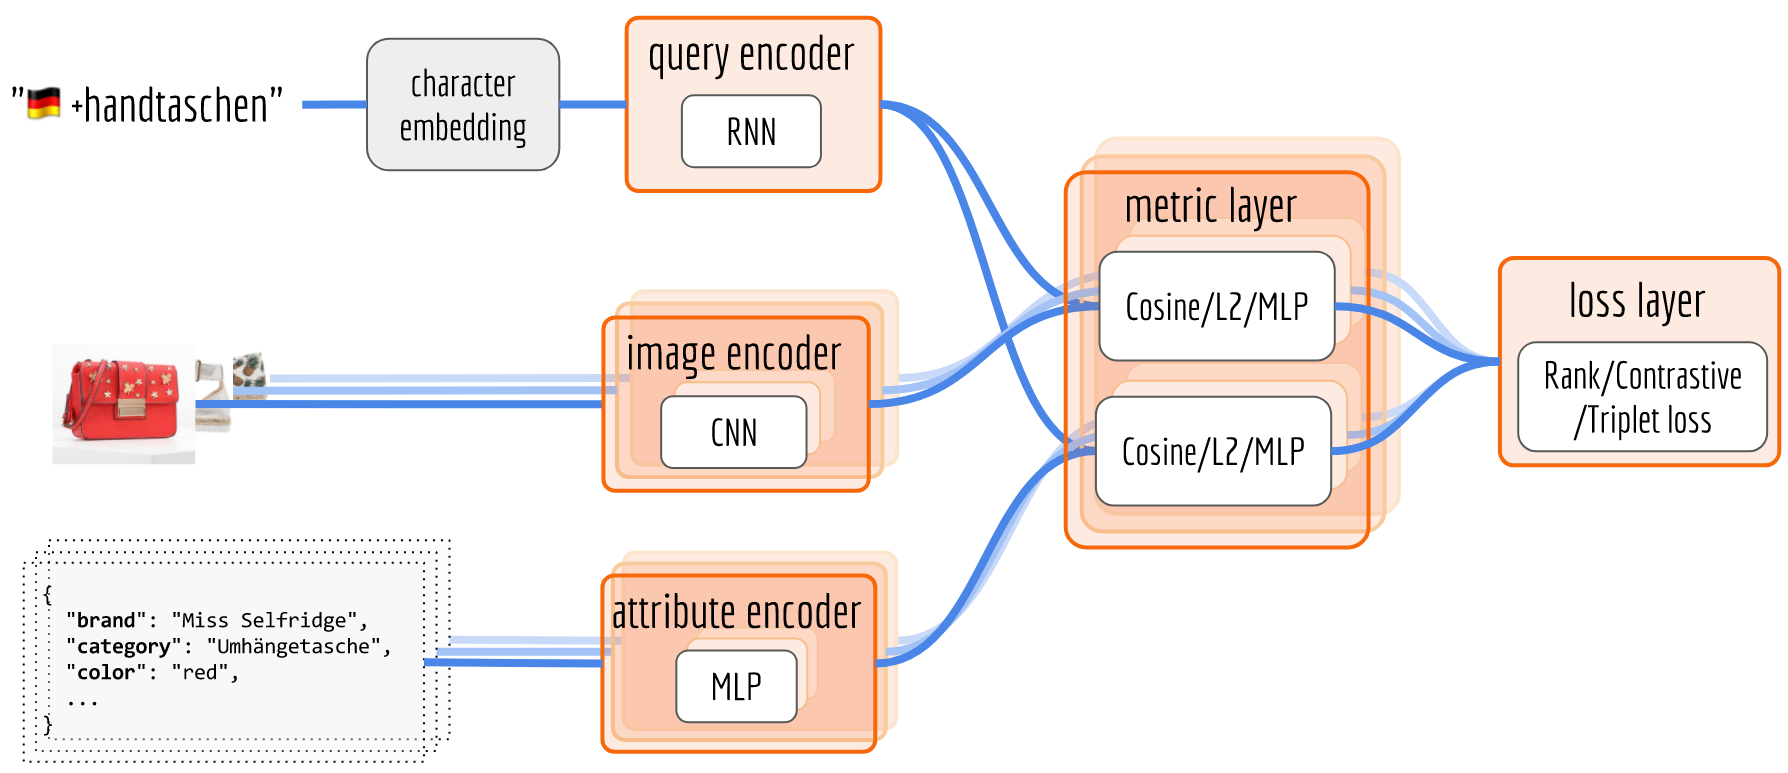 "🇩🇪 +handtaschen"
character
embedding
query encoder
RNN
image encoder
CNN
{
"brand": "Miss Selfridge",
"category": "Umhängetasche",
"color": "red",
...
}
attribute encoder
MLP
metric layer
Cosine/L2/MLP
Cosine/L2/MLP
loss layer
Rank/Contrastive
/Triplet loss